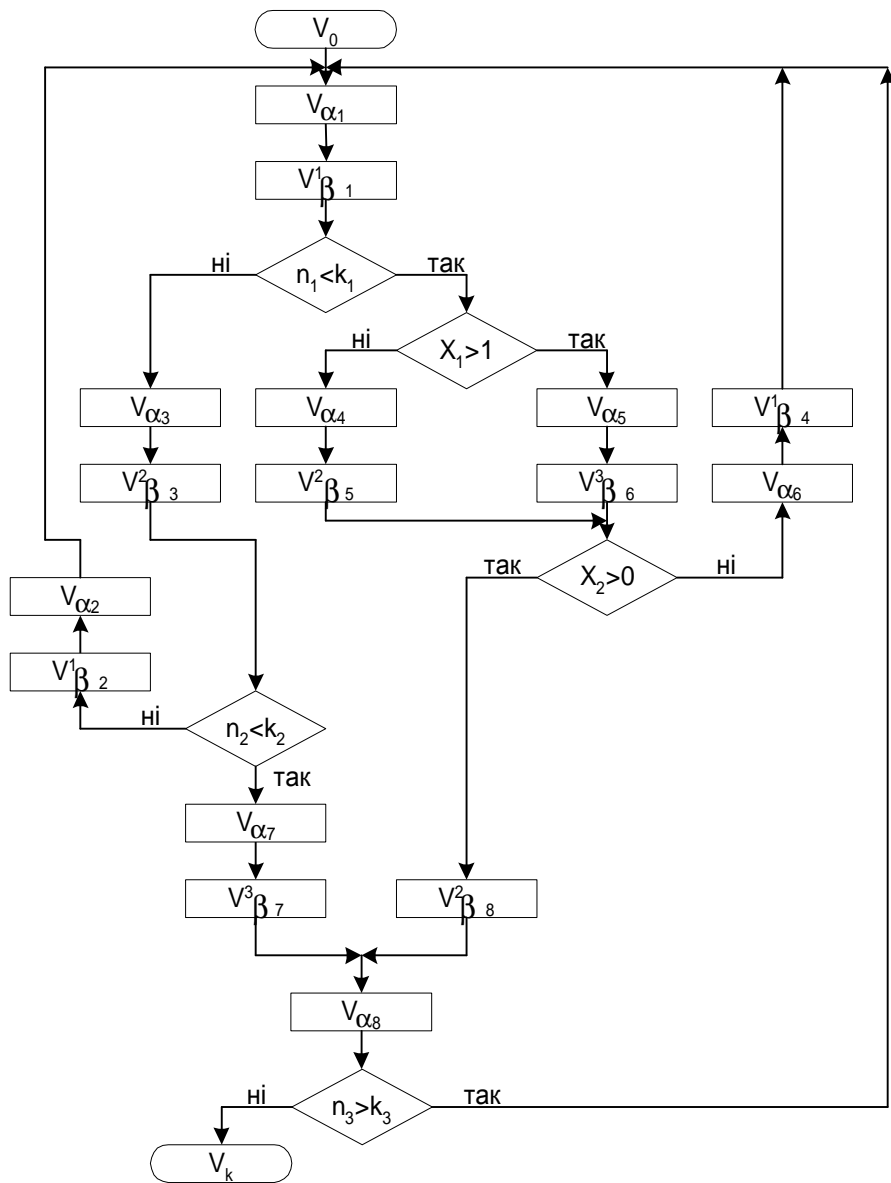 V₀
Vα₁
V¹β₁
ні
n₁<k₁
так
ні
X₁>1
так
Vα₃
Vα₄
Vα₅
V¹β₄
V²β₃
V²β₅
V³β₆
Vα₆
так
X₂>0
ні
Vα₂
V¹β₂
ні
n₂<k₂
так
Vα₇
V³β₇
V²β₈
Vα₈
ні
n₃>k₃
так
Vₖ